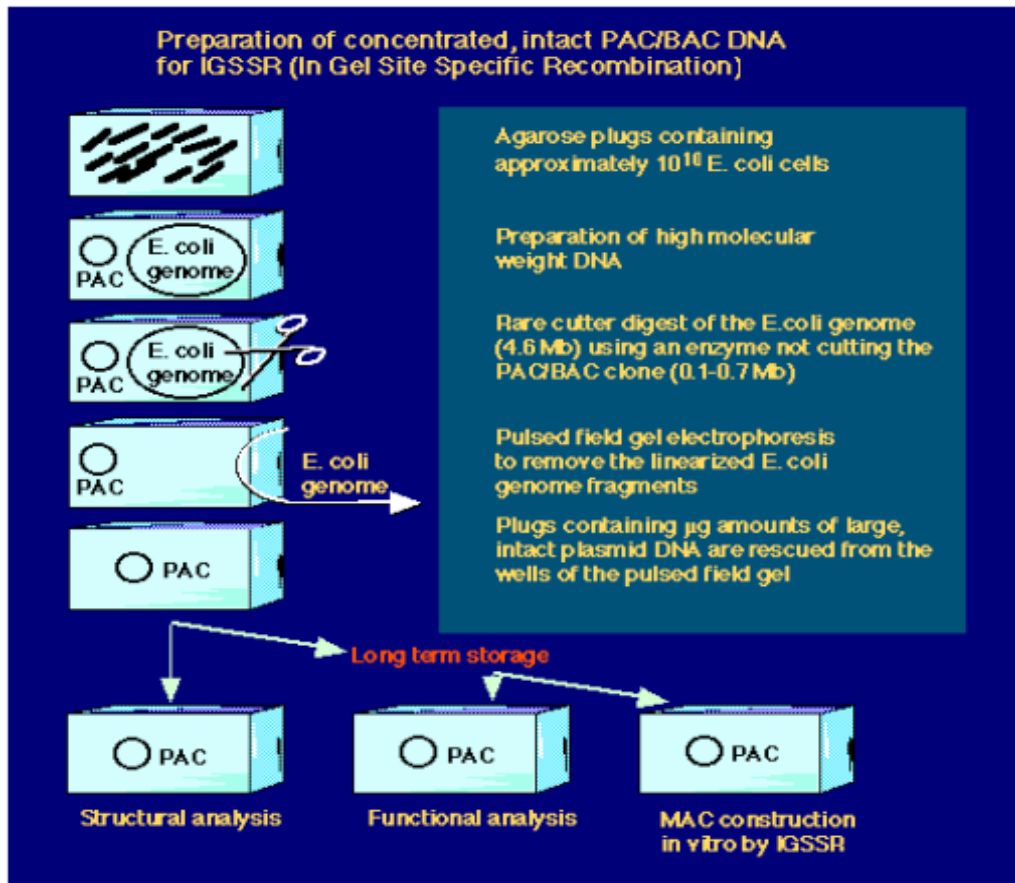 Preparation of concentrated, intact PAC/BAC DNA
for IGSSR (In Gel Site Specific Recombination)
Agarose plugs containing
approximately 10¹⁰ E. coli cells
E. coli
genome
PAC
Preparation of high molecular
weight DNA
E. coli
genome
PAC
Rare cutter digest of the E.coli genome
(4.6 Mb) using an enzyme not cutting the
PAC/BAC clone (0.1-0.7 Mb)
PAC
E. coli
genome
Pulsed field gel electrophoresis
to remove the linearized E. coli
genome fragments
PAC
Plugs containing µg amounts of large,
intact plasmid DNA are rescued from the
wells of the pulsed field gel
Long term storage
PAC
PAC
PAC
Structural analysis
Functional analysis
MAC construction
in vitro by IGSSR